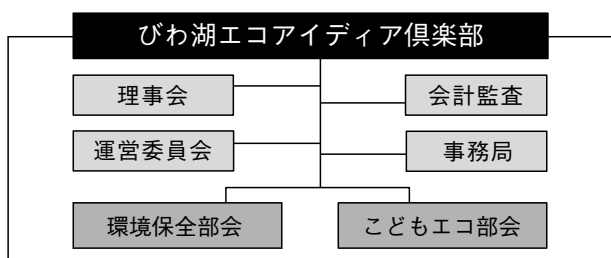 びわ湖エコアイディア倶楽部
理事会
会計監査
運営委員会
事務局
環境保全部会
こどもエコ部会